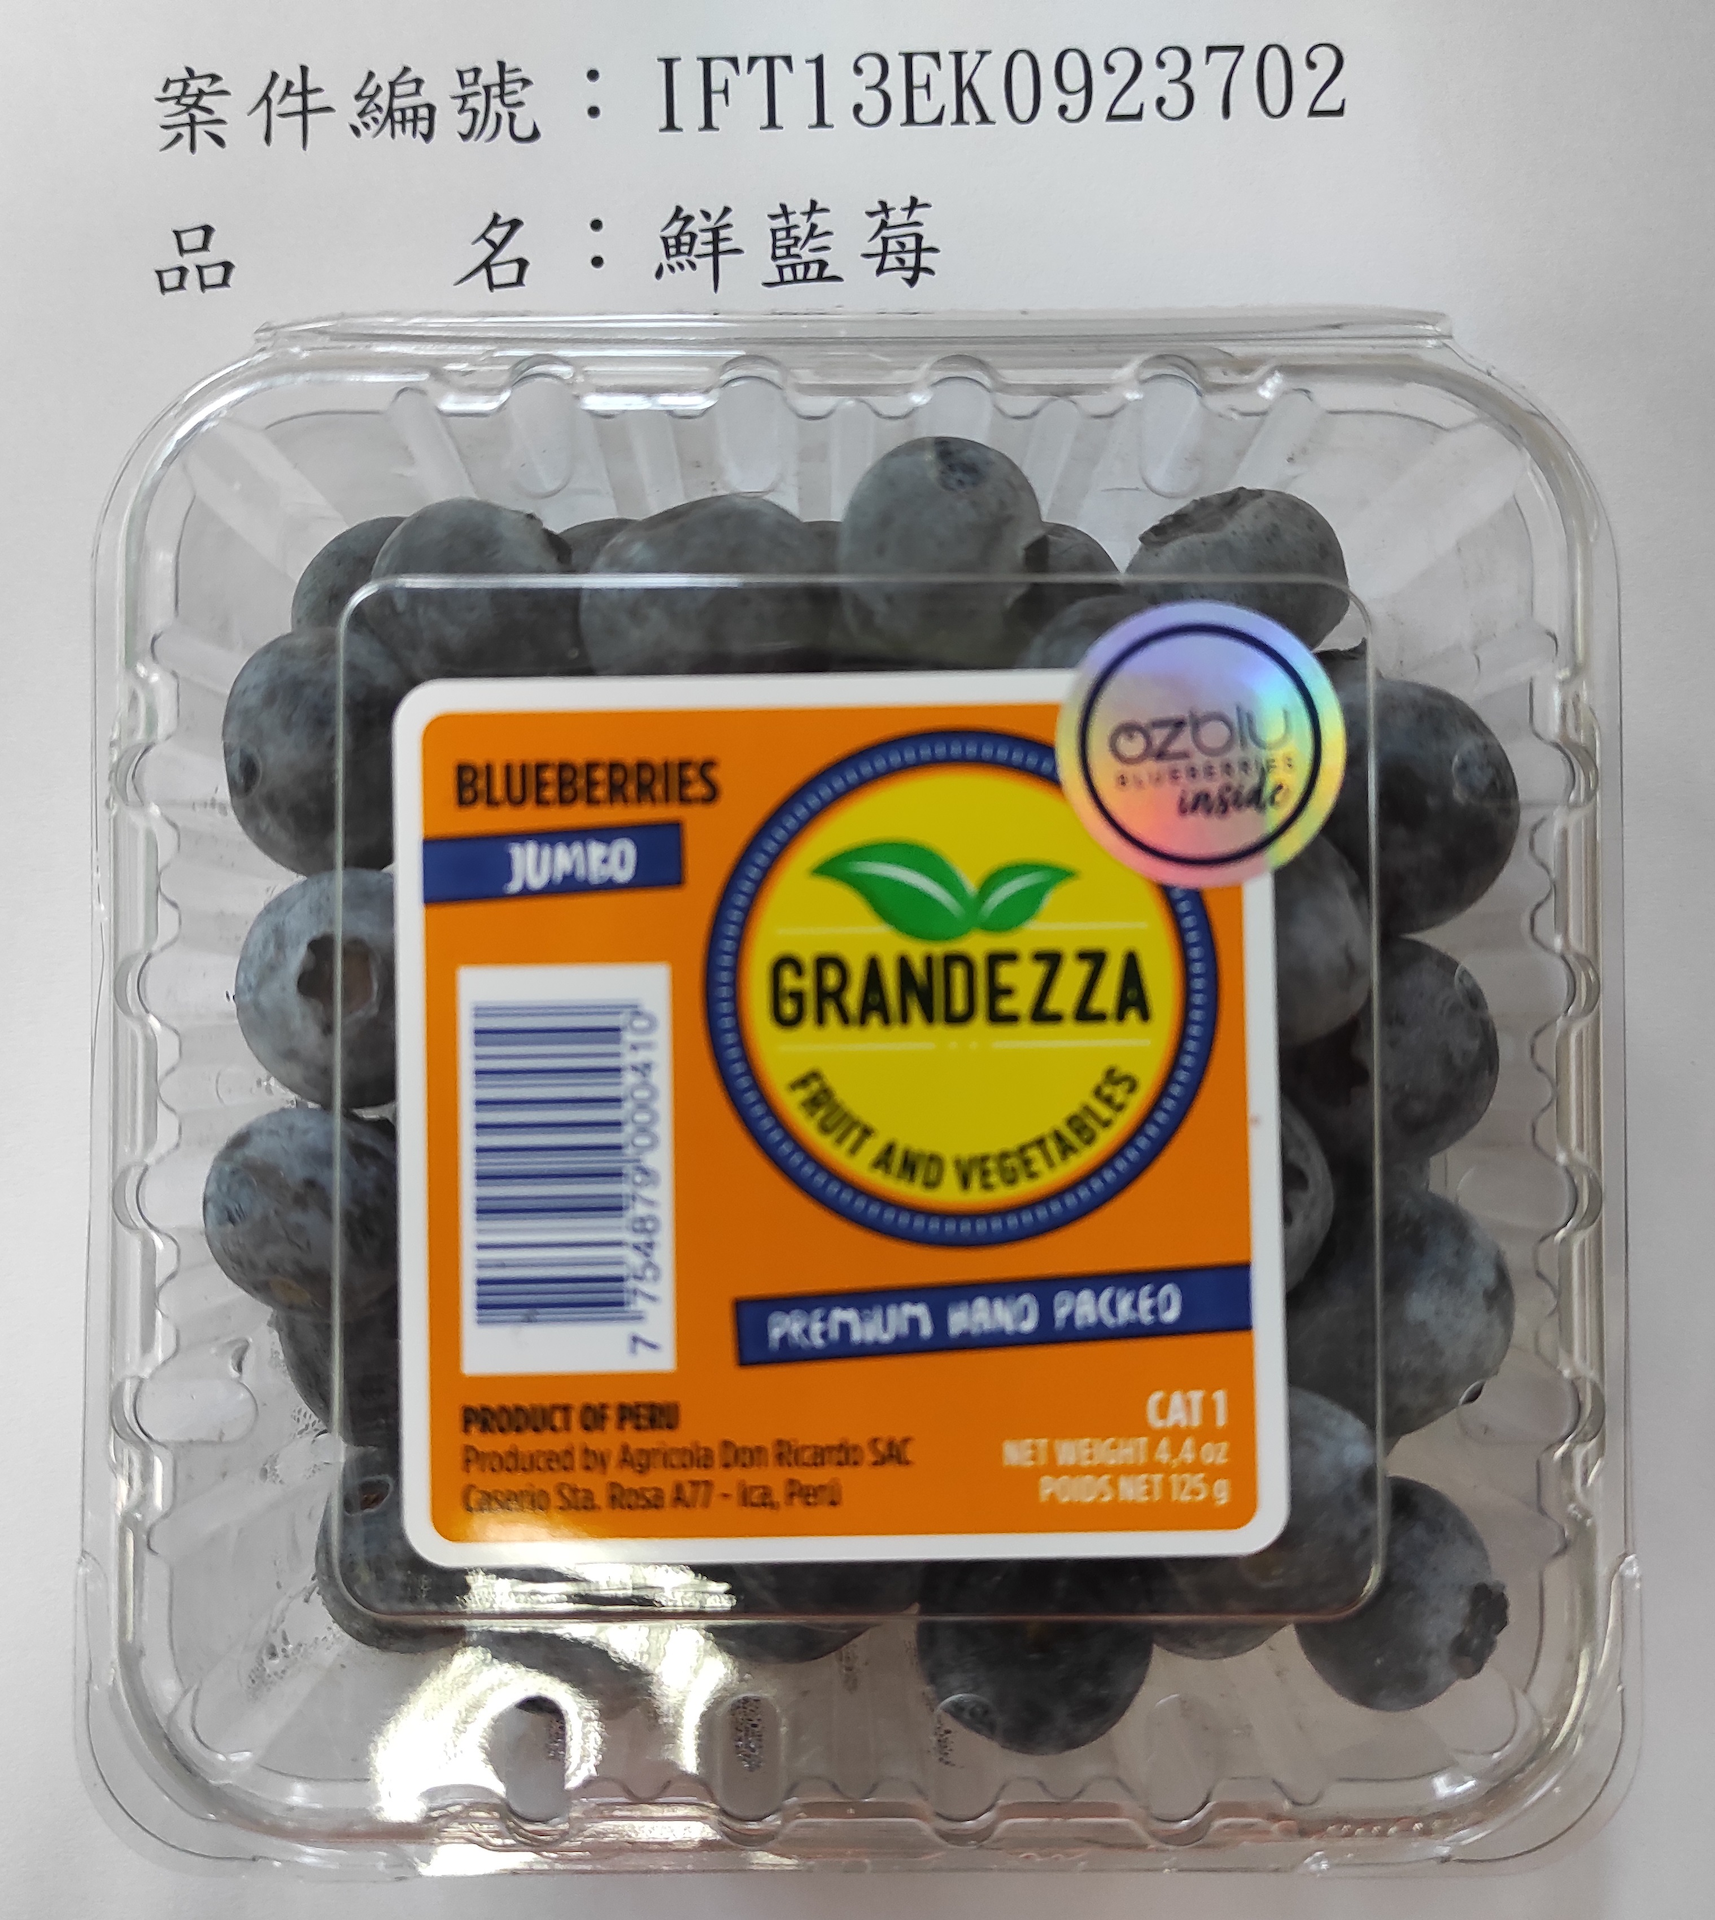 案件編號：IFT13EK0923702
品 名：鮮藍莓
ozblu
BLUEBERRIES
inside
BLUEBERRIES
JUMBO
GRANDEZZA
FRUIT AND VEGETABLES
7 754879 000410
PREMIUM HAND PACKED
PRODUCT OF PERU
Produced by Agricola Don Ricardo SAC
Caserio Sta. Rosa A77 - Ica, Perú
CAT 1
NET WEIGHT 4,4 oz
POIDS NET 125 g